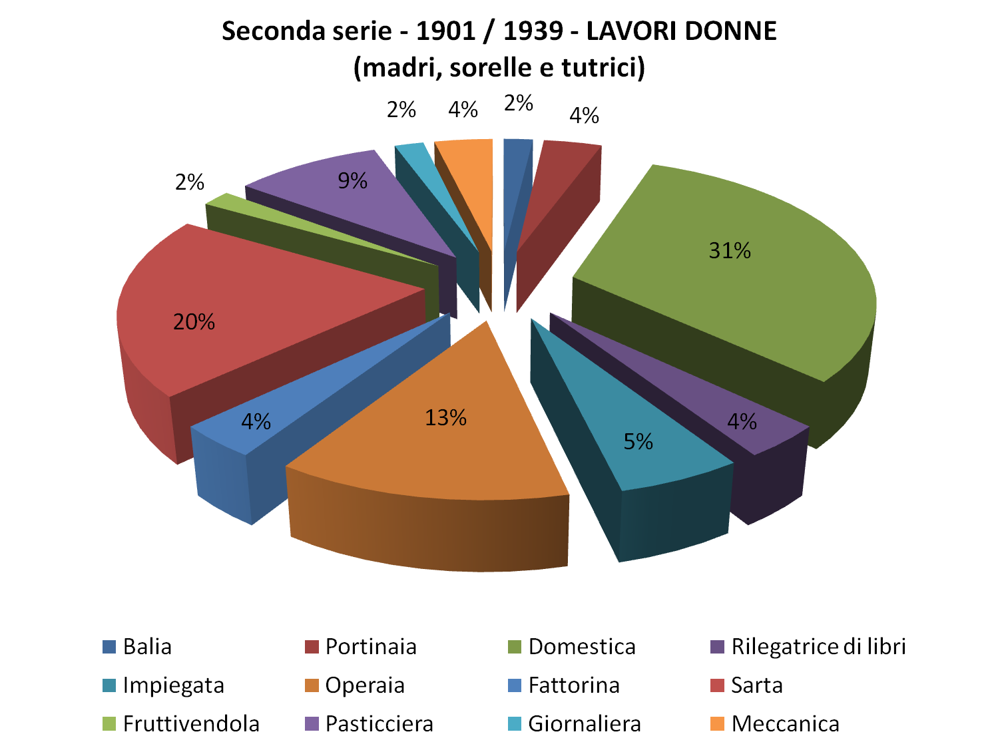 Seconda serie - 1901 / 1939 - LAVORI DONNE
(madri, sorelle e tutrici)
2%
4%
2%
4%
2%
9%
31%
20%
4%
13%
5%
4%
Balia
Portinaia
Domestica
Rilegatrice di libri
Impiegata
Operaia
Fattorina
Sarta
Fruttivendola
Pasticciera
Giornaliera
Meccanica